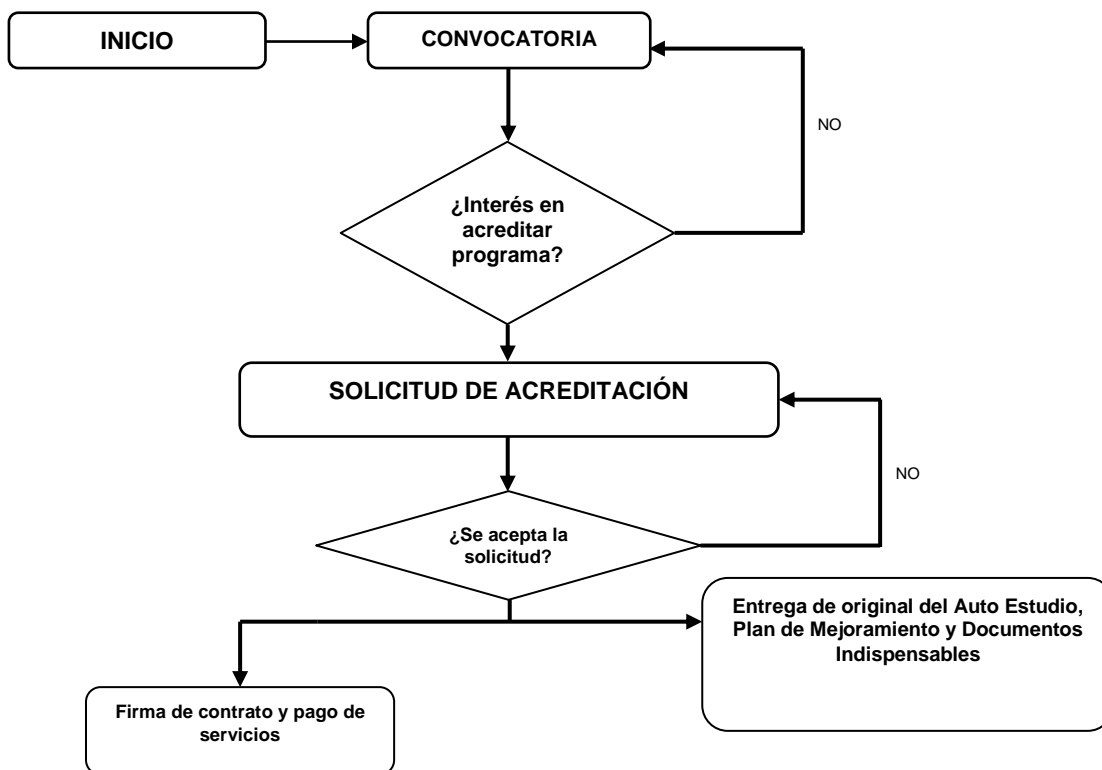 INICIO
CONVOCATORIA
NO
¿Interés en
acreditar
programa?
SOLICITUD DE ACREDITACIÓN
NO
¿Se acepta la
solicitud?
Entrega de original del Auto Estudio,
Plan de Mejoramiento y Documentos
Indispensables
Firma de contrato y pago de
servicios